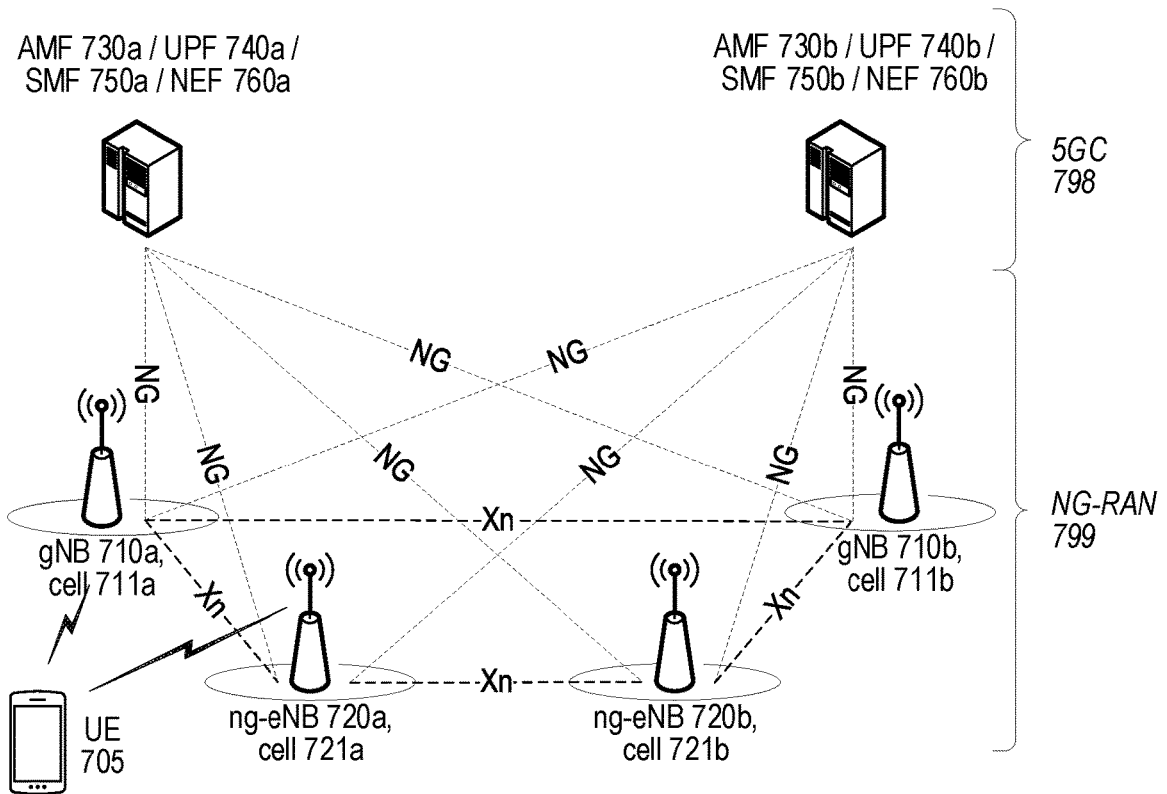 AMF 730a / UPF 740a /
SMF 750a / NEF 760a
AMF 730b / UPF 740b /
SMF 750b / NEF 760b
5GC
798
NG
NG
NG
NG
NG
NG
NG
NG
Xn
gNB 710a,
cell 711a
gNB 710b,
cell 711b
NG-RAN
799
Xn
Xn
Xn
UE
705
ng-eNB 720a,
cell 721a
ng-eNB 720b,
cell 721b